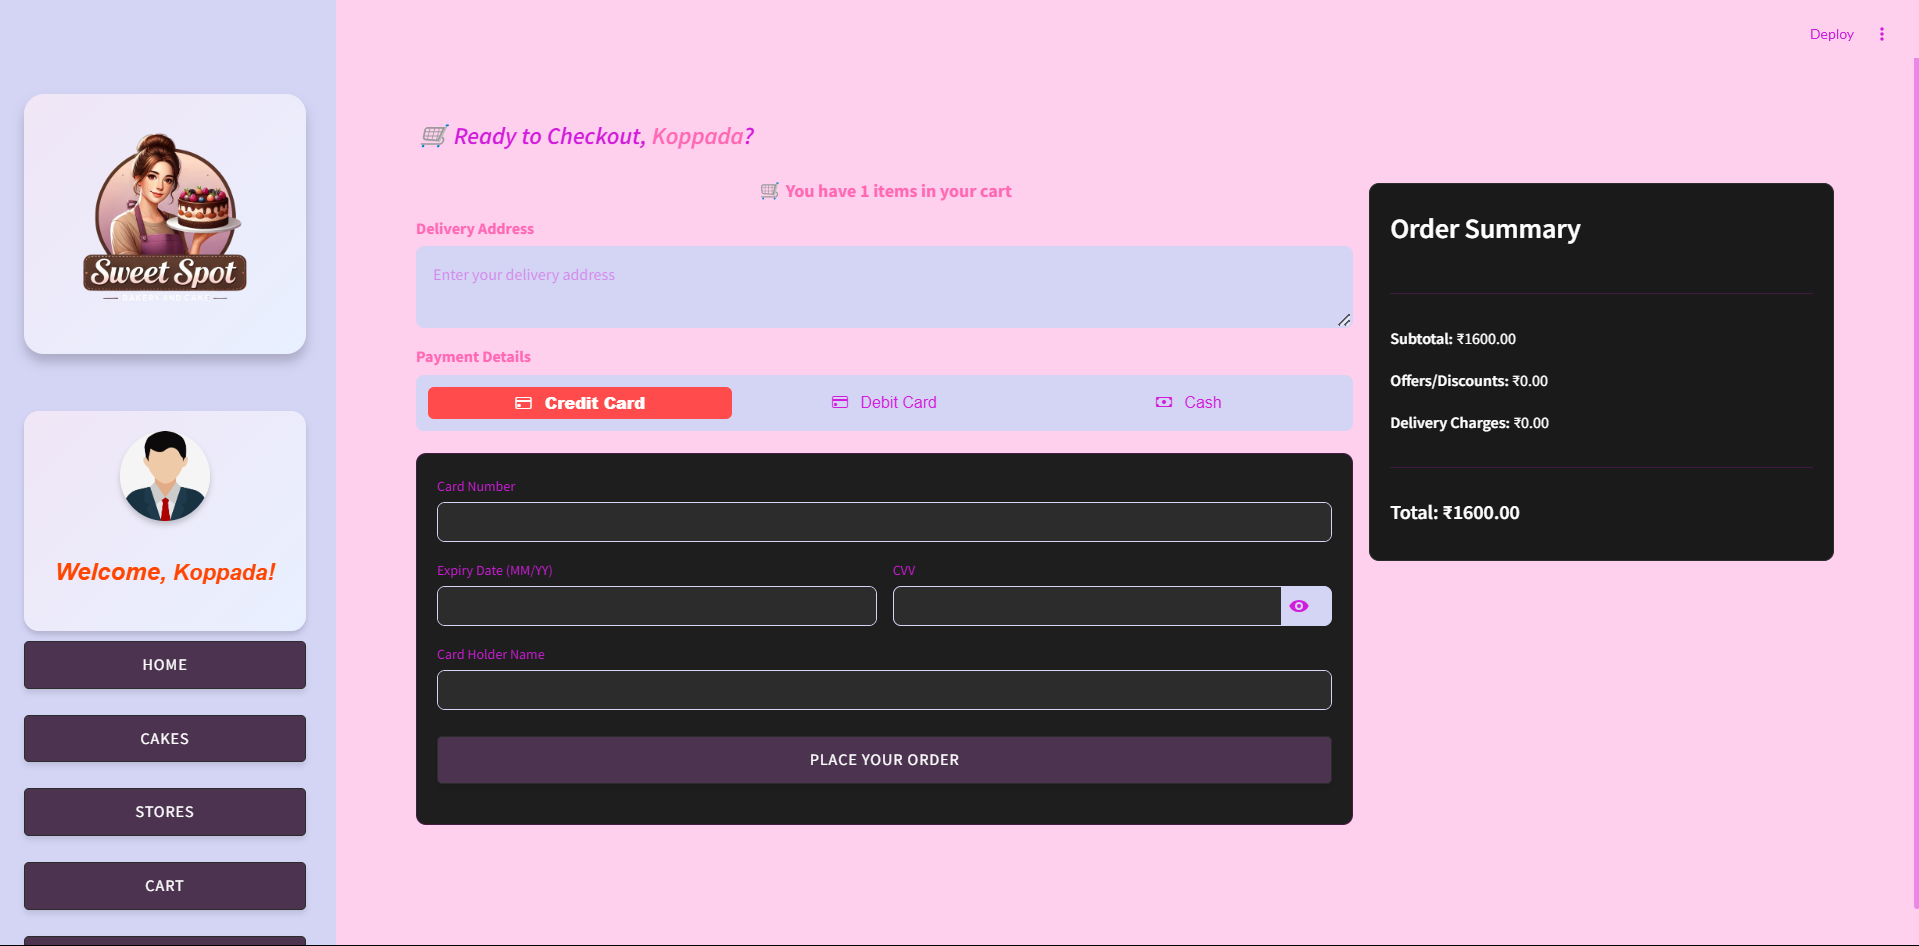 Deploy
Sweet Spot
BAKERY AND CAKE
Welcome, Koppada!
HOME
CAKES
STORES
CART
Ready to Checkout, Koppada?
You have 1 items in your cart
Delivery Address
Enter your delivery address
Payment Details
Credit Card
Debit Card
Cash
Card Number
Expiry Date (MM/YY)
CVV
Card Holder Name
PLACE YOUR ORDER
Order Summary
Subtotal: ₹1600.00
Offers/Discounts: ₹0.00
Delivery Charges: ₹0.00
Total: ₹1600.00